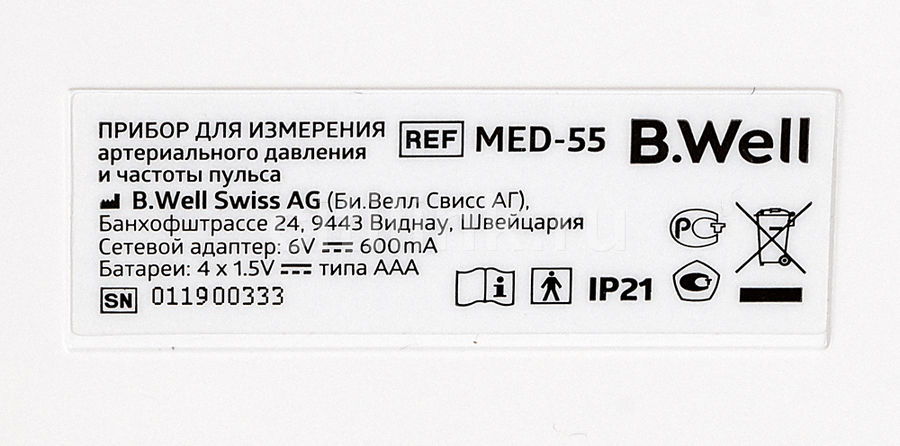 ПРИБОР ДЛЯ ИЗМЕРЕНИЯ
артериального давления
и частоты пульса
REF MED-55
B.Well
B.Well Swiss AG (Би.Велл Свисс АГ),
Банхофштрассе 24, 9443 Виднау, Швейцария
Сетевой адаптер: 6V 600mA
Батареи: 4 x 1.5V типа AAA
SN 011900333
IP21